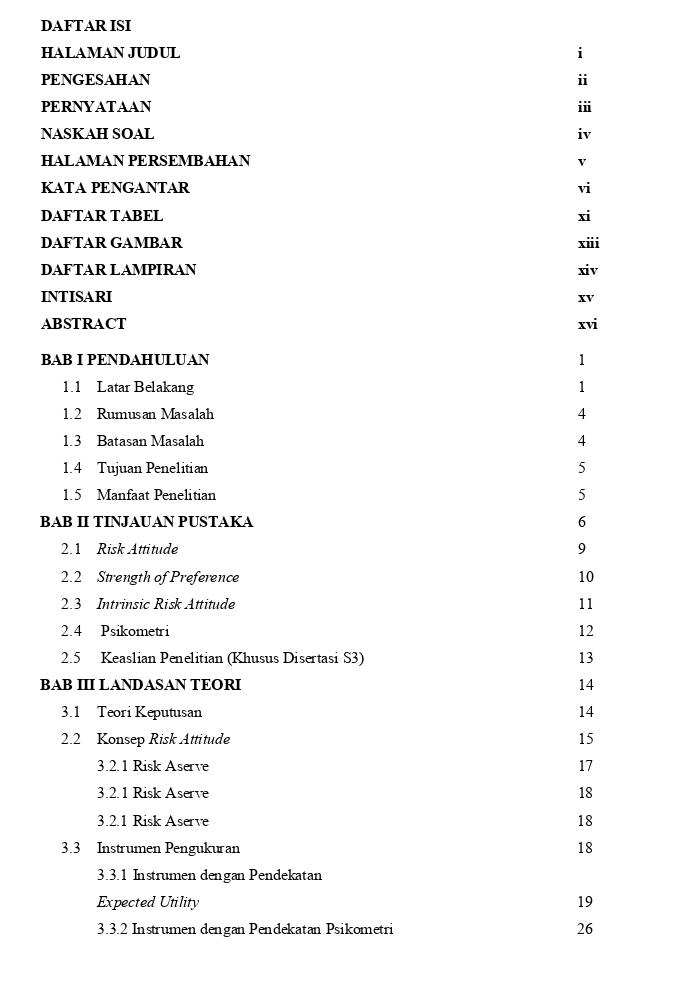 DAFTAR ISI
HALAMAN JUDUL i
PENGESAHAN ii
PERNYATAAN iii
NASKAH SOAL iv
HALAMAN PERSEMBAHAN v
KATA PENGANTAR vi
DAFTAR TABEL xi
DAFTAR GAMBAR xiii
DAFTAR LAMPIRAN xiv
INTISARI xv
ABSTRACT xvi
BAB I PENDAHULUAN 1
1.1 Latar Belakang 1
1.2 Rumusan Masalah 4
1.3 Batasan Masalah 4
1.4 Tujuan Penelitian 5
1.5 Manfaat Penelitian 5
BAB II TINJAUAN PUSTAKA 6
2.1 Risk Attitude 9
2.2 Strength of Preference 10
2.3 Intrinsic Risk Attitude 11
2.4 Psikometri 12
2.5 Keaslian Penelitian (Khusus Disertasi S3) 13
BAB III LANDASAN TEORI 14
3.1 Teori Keputusan 14
2.2 Konsep Risk Attitude 15
3.2.1 Risk Aserve 17
3.2.1 Risk Aserve 18
3.2.1 Risk Aserve 18
3.3 Instrumen Pengukuran 18
3.3.1 Instrumen dengan Pendekatan
Expected Utility 19
3.3.2 Instrumen dengan Pendekatan Psikometri 26